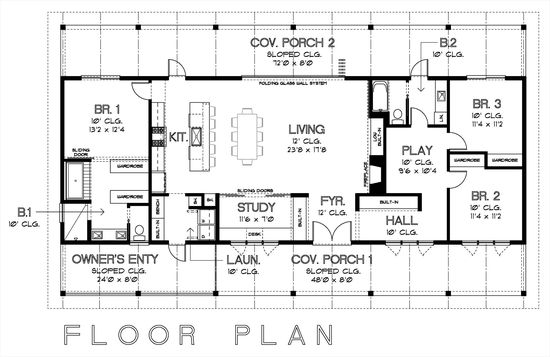 COV. PORCH 2
SLOPED CLG.
72'0 x 8'0
B.2
10' CLG.
FOLDING GLASS WALL SYSTEM
BR. 1
10' CLG.
13'2 x 12'4
SLIDING DOOR
WARDROBE
WARDROBE
KIT.
LIVING
12' CLG.
23'8 x 17'8
LOW BUILT-IN
FIREPLACE
LIN.
PLAY
10' CLG.
9'6 x 10'4
BR. 3
10' CLG.
11'4 x 11'2
WARDROBE
WARDROBE
BR. 2
10' CLG.
11'4 x 11'2
B.1
10' CLG.
BENCH
BUILT-IN
SLIDING DOORS
STUDY
11'6 x 7'0
DESK
BUILT-IN
FYR.
12' CLG.
BUILT-IN
HALL
10' CLG.
OWNER'S ENTY
SLOPED CLG.
24'0 x 8'0
LAUN.
10' CLG.
COV. PORCH 1
SLOPED CLG.
48'0 x 8'0
FLOOR PLAN